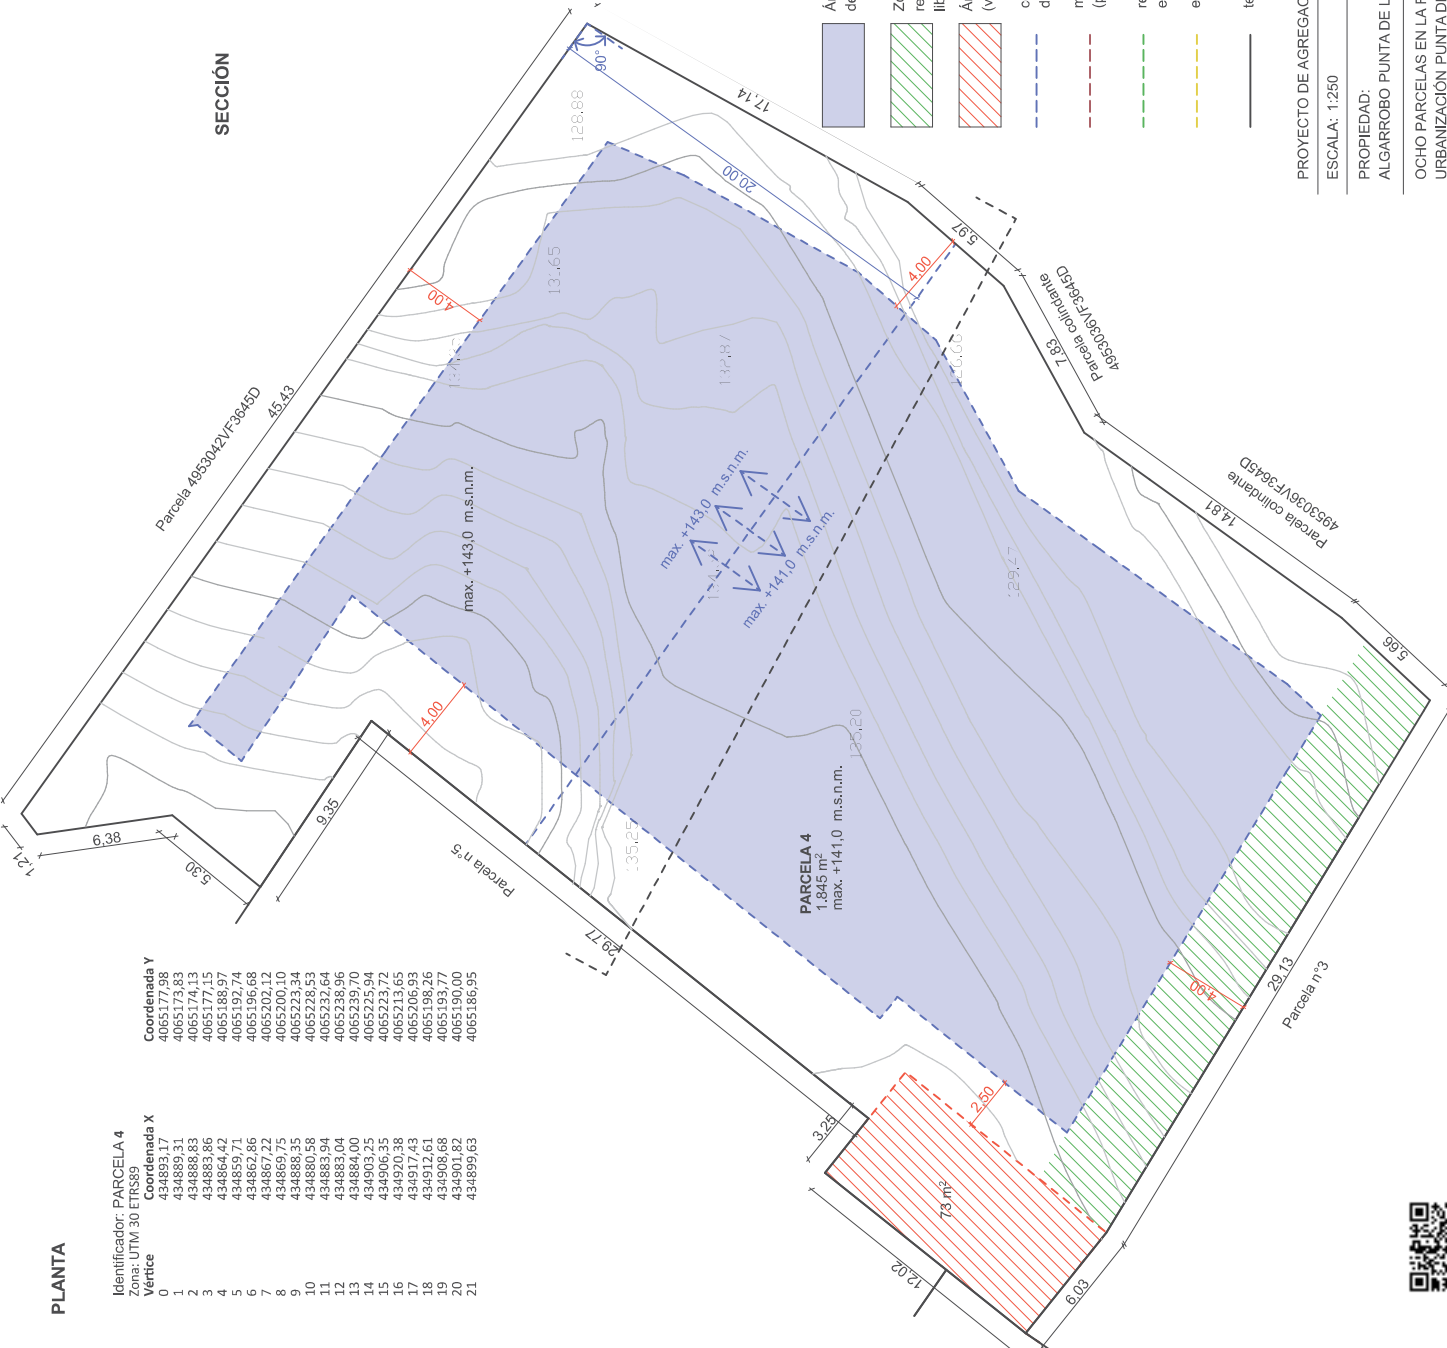 PLANTA
Identificador: PARCELA 4
Zona: UTM 30 ETRS89
Vértice Coordenada X Coordenada Y
0 434893,17 4065177,98
1 434889,31 4065173,83
2 434888,83 4065174,13
3 434883,86 4065177,15
4 434864,42 4065188,97
5 434859,71 4065192,74
6 434862,86 4065196,68
7 434867,22 4065202,12
8 434869,75 4065200,10
9 434888,35 4065223,34
10 434880,58 4065228,53
11 434883,94 4065232,64
12 434883,04 4065238,96
13 434884,00 4065239,70
14 434903,25 4065225,94
15 434906,35 4065223,72
16 434920,38 4065213,65
17 434917,43 4065206,93
18 434912,61 4065198,26
19 434908,68 4065193,77
20 434901,82 4065190,00
21 434899,63 4065186,95
SECCIÓN
Parcela 4953042VF3645D
45,43
1,21
6,38
5,30
9,35
Parcela nº5
29,77
3,25
12,02
6,03
73 m²
2,50
4,00
4,00
4,00
4,00
20,00
90°
17,14
5,97
7,83
Parcela colindante
4953036VF3645D
14,81
Parcela colindante
4953036VF3645D
5,66
29,13
Parcela nº3
max. +143,0 m.s.n.m.
max. +143,0 m.s.n.m.
max. +141,0 m.s.n.m.
PARCELA 4
1.845 m²
max. +141,0 m.s.n.m.
128.88
131.65
132.87
135.20
135.25
129.47
PROYECTO DE AGREGAC
ESCALA: 1:250
PROPIEDAD:
ALGARROBO PUNTA DE L
OCHO PARCELAS EN LA
URBANIZACIÓN PUNTA DE